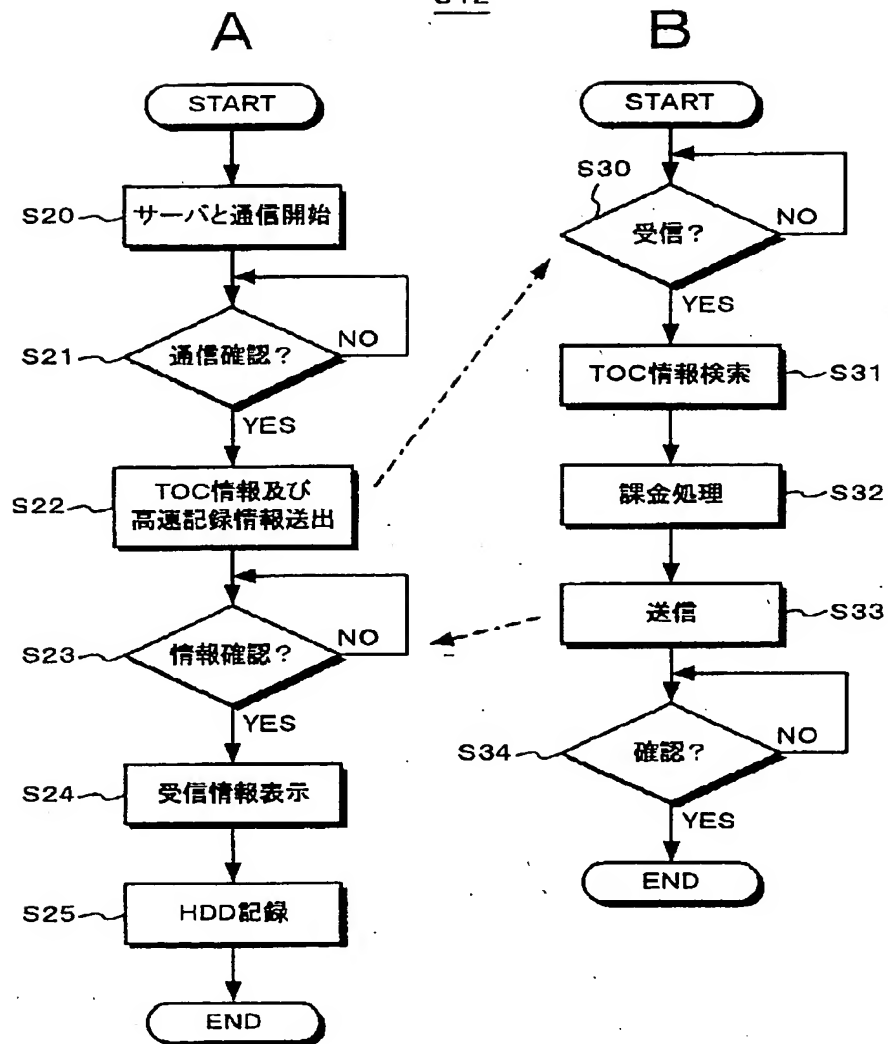 A
START
S20
サーバと通信開始
S21
通信確認?
NO
YES
S22
TOC情報及び
高速記録情報送出
S23
情報確認?
NO
YES
S24
受信情報表示
S25
HDD記録
END
B
START
S30
受信?
NO
YES
TOC情報検索
S31
課金処理
S32
送信
S33
S34
確認?
NO
YES
END